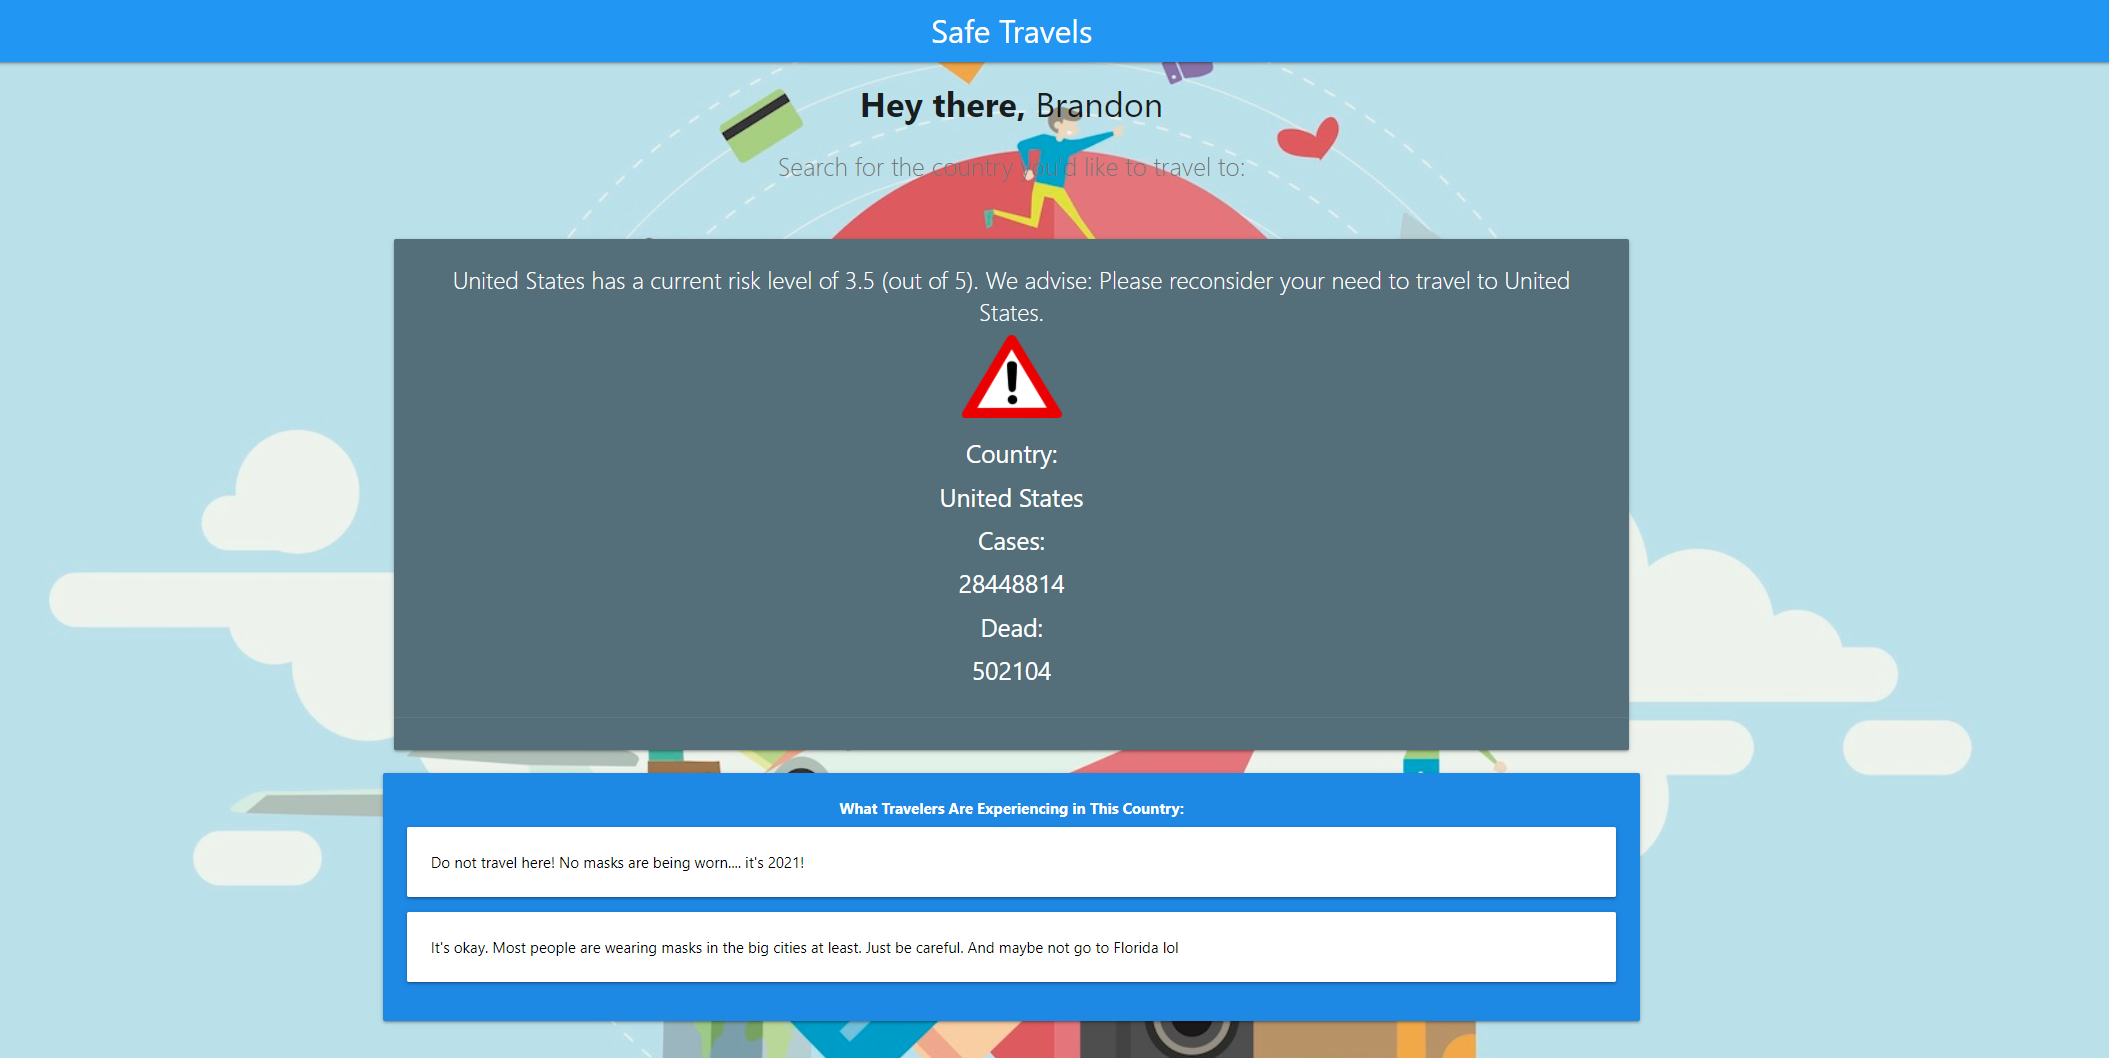 Safe Travels
Hey there, Brandon
Search for the country you'd like to travel to:
United States has a current risk level of 3.5 (out of 5). We advise: Please reconsider your need to travel to United
States.
Country:
United States
Cases:
28448814
Dead:
502104
What Travelers Are Experiencing in This Country:
Do not travel here! No masks are being worn.... it's 2021!
It's okay. Most people are wearing masks in the big cities at least. Just be careful. And maybe not go to Florida lol